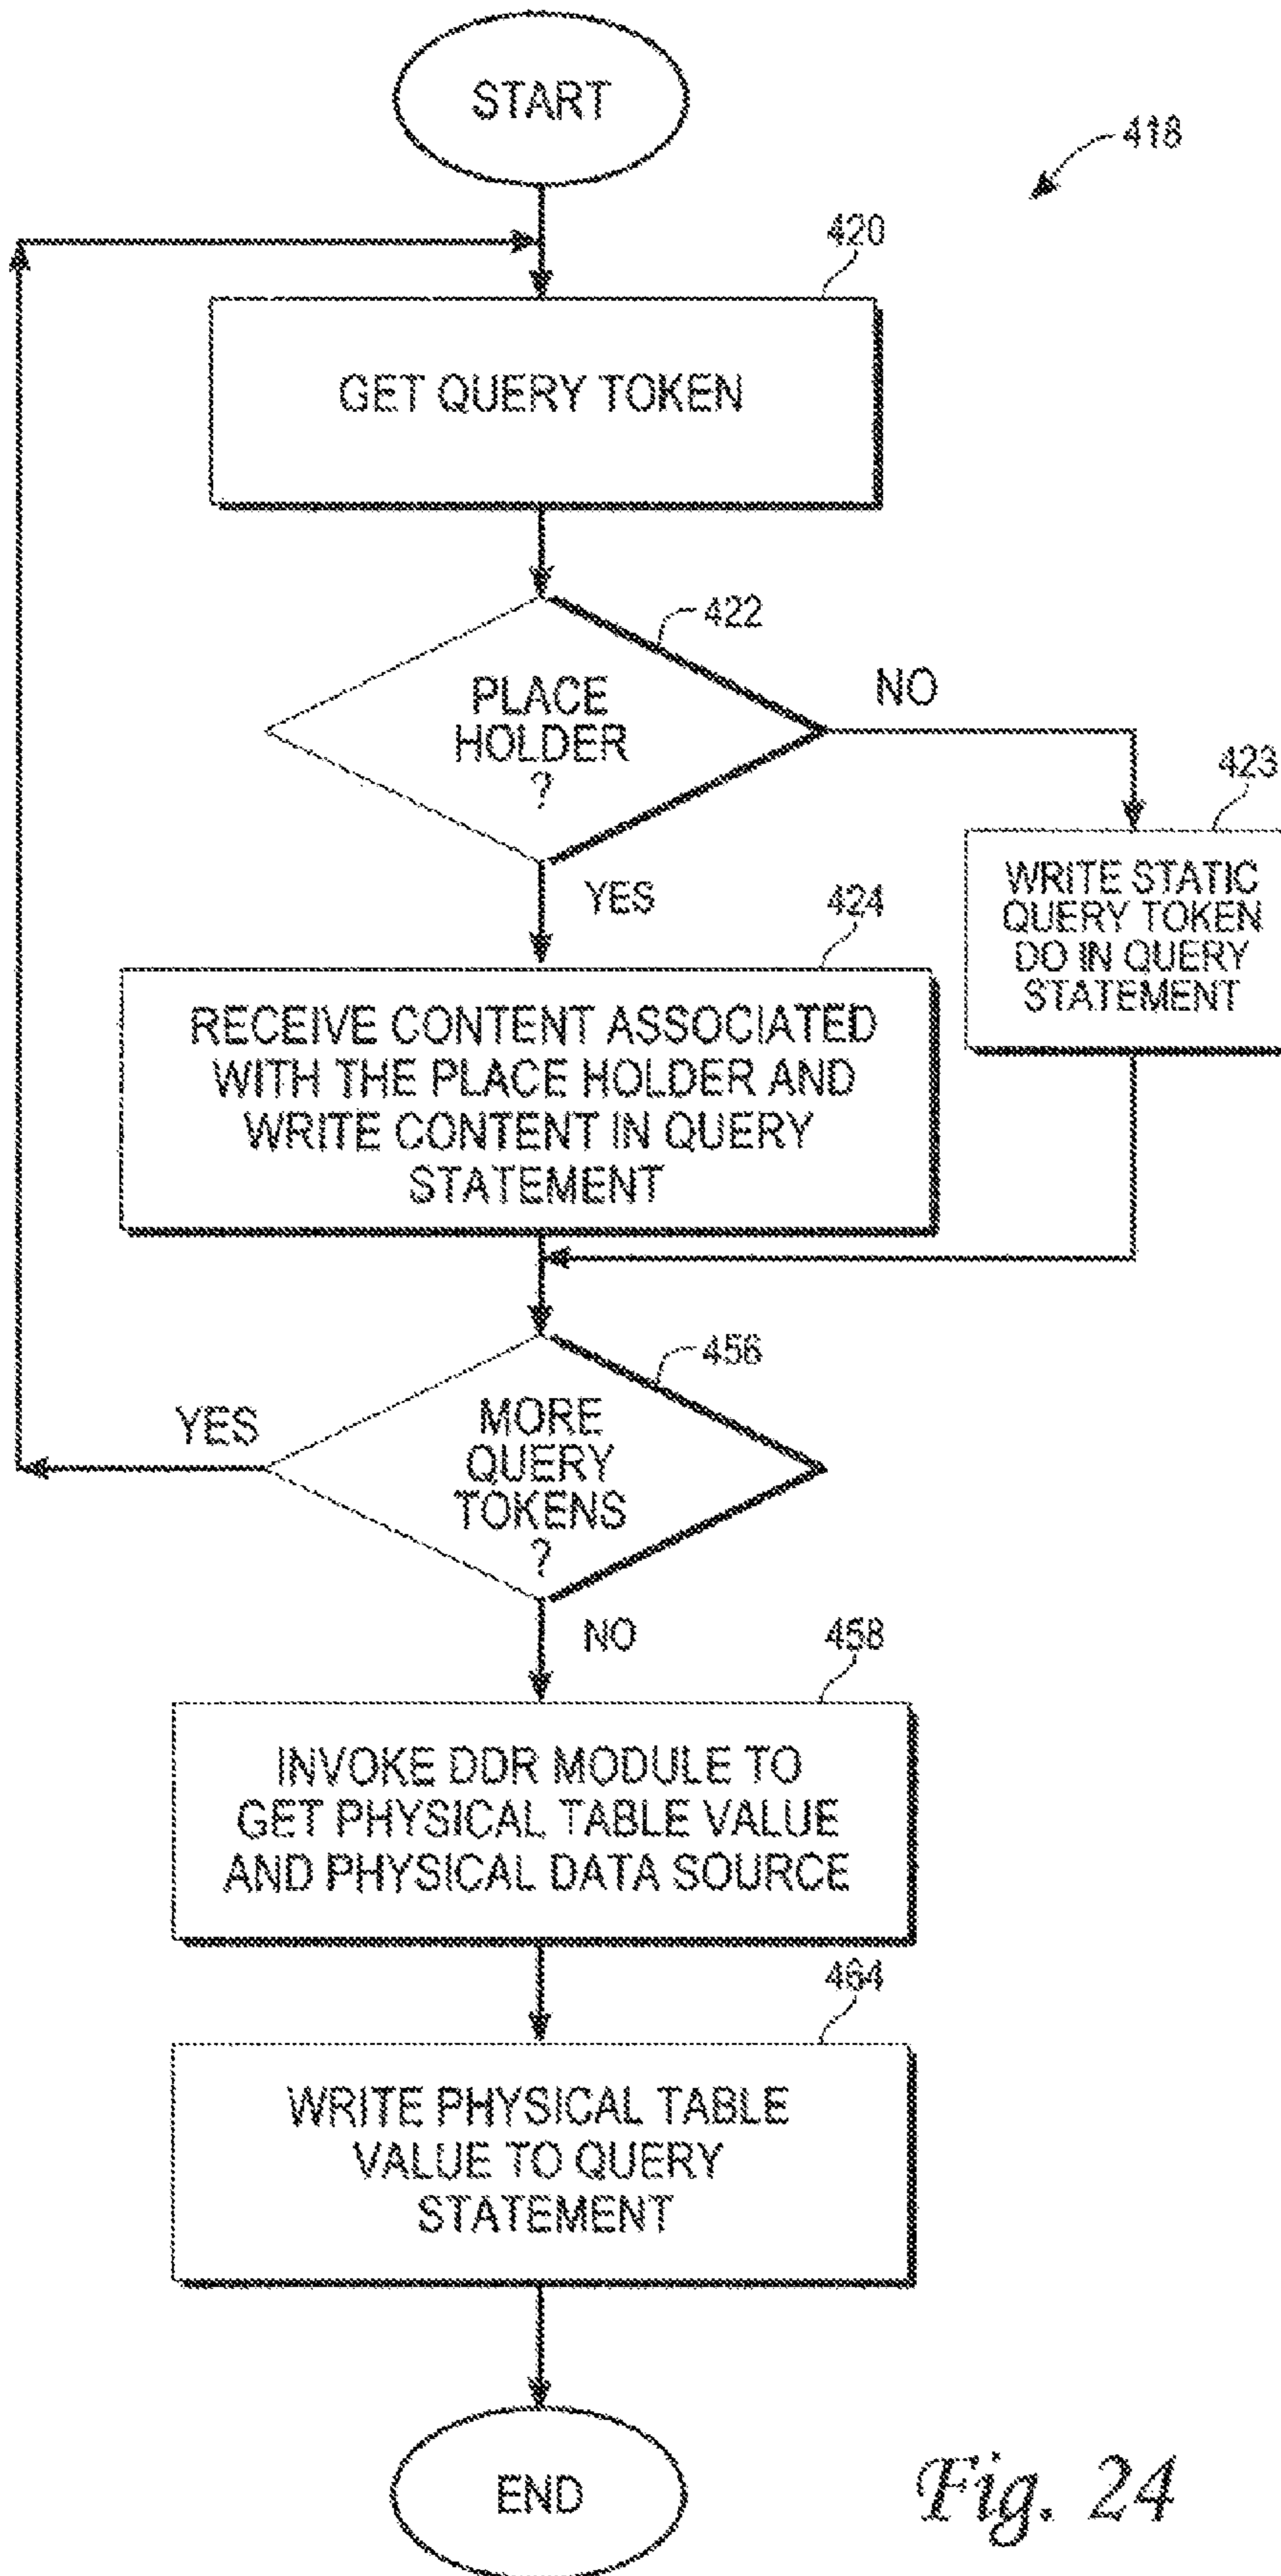 START
418
420
GET QUERY TOKEN
422
PLACE
HOLDER
?
NO
423
WRITE STATIC
QUERY TOKEN
DO IN QUERY
STATEMENT
YES
424
RECEIVE CONTENT ASSOCIATED
WITH THE PLACE HOLDER AND
WRITE CONTENT IN QUERY
STATEMENT
456
YES
MORE
QUERY
TOKENS
?
NO
458
INVOKE DDR MODULE TO
GET PHYSICAL TABLE VALUE
AND PHYSICAL DATA SOURCE
464
WRITE PHYSICAL TABLE
VALUE TO QUERY
STATEMENT
END
Fig. 24